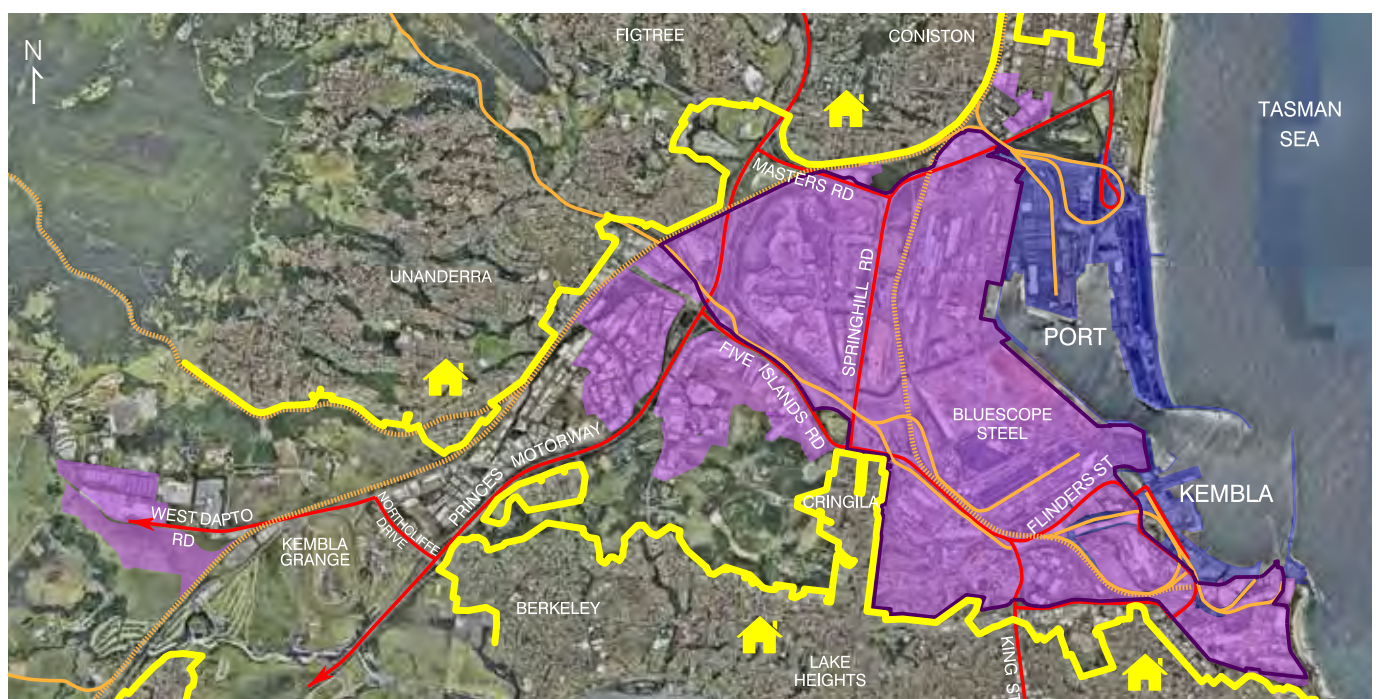 FIGTREE
CONISTON
N
TASMAN
SEA
MASTERS RD
UNANDERRA
SPRINGHILL RD
PORT
FIVE ISLANDS RD
BLUESCOPE
STEEL
PRINCES MOTORWAY
CRINGILA
KEMBLA
FLINDERS ST
WEST DAPTO
RD
NORTHCLIFFE
DRIVE
KEMBLA
GRANGE
BERKELEY
LAKE
HEIGHTS
KING ST